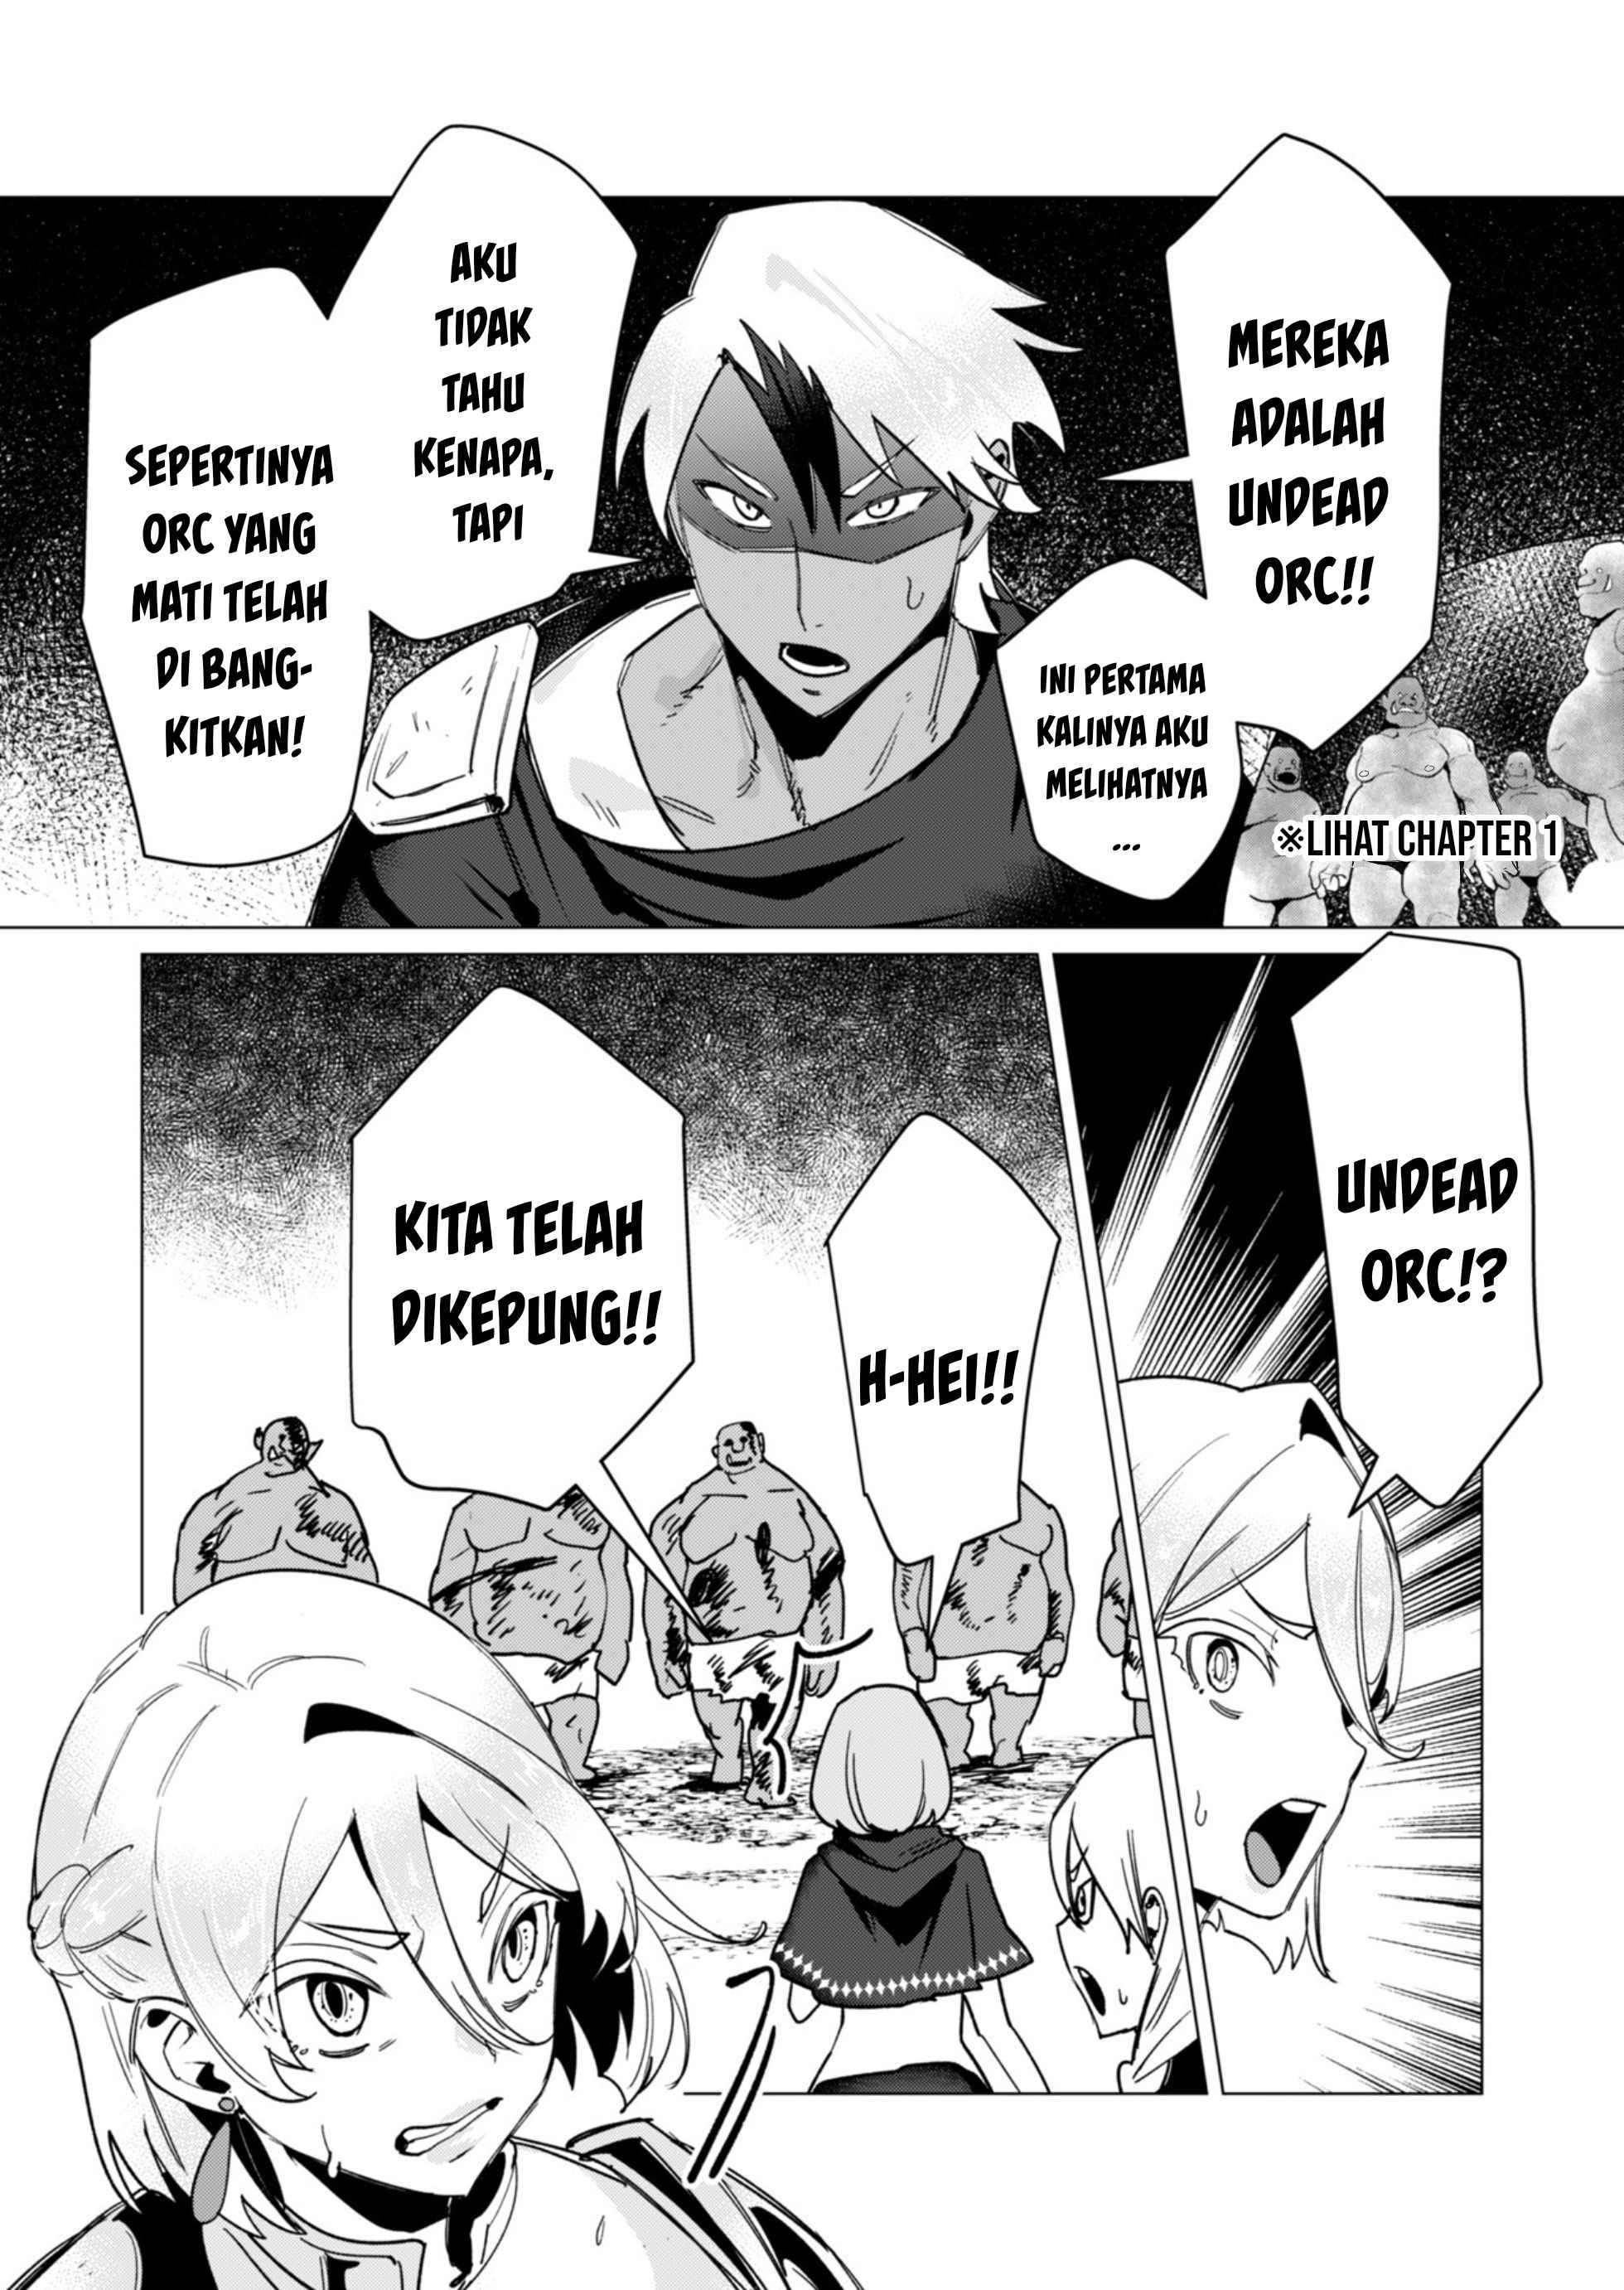 MEREKA
ADALAH
UNDEAD
ORC!!
INI PERTAMA
KALINYA AKU
MELIHATNYA
...
※LIHAT CHAPTER 1
AKU
TIDAK
TAHU
KENAPA,
TAPI
SEPERTINYA
ORC YANG
MATI TELAH
DI BANG-
KITKAN!
UNDEAD
ORC!?
H-HEI!!
KITA TELAH
DIKEPUNG!!